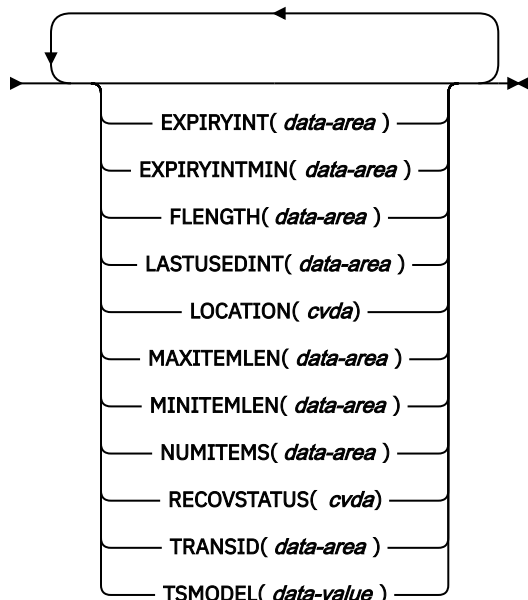 EXPIRYINT( data-area )
EXPIRYINTMIN( data-area )
FLENGTH( data-area )
LASTUSEDINT( data-area )
LOCATION( cvda)
MAXITEMLEN( data-area )
MINITEMLEN( data-area )
NUMITEMS( data-area )
RECOVSTATUS( cvda)
TRANSID( data-area )
TSMODEL( data-value )